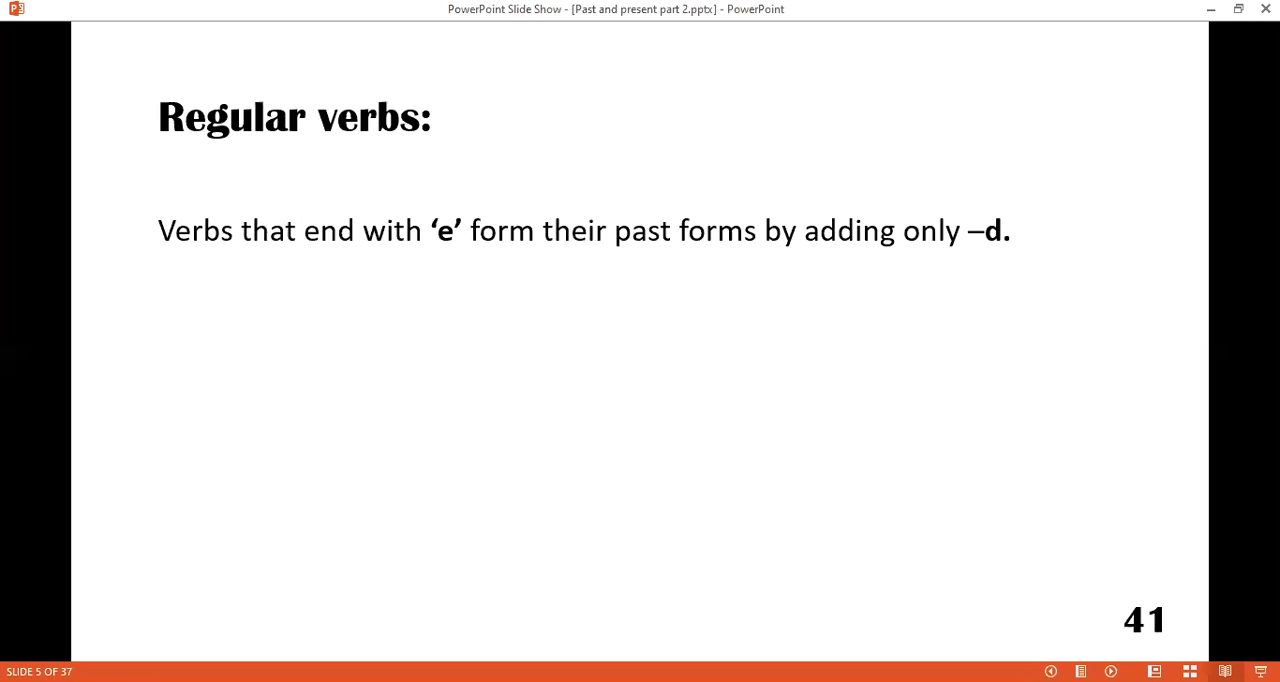 PowerPoint Slide Show - [Past and present part 2.pptx] - PowerPoint
Regular verbs:
Verbs that end with ‘e’ form their past forms by adding only –d.
41
SLIDE 5 OF 37